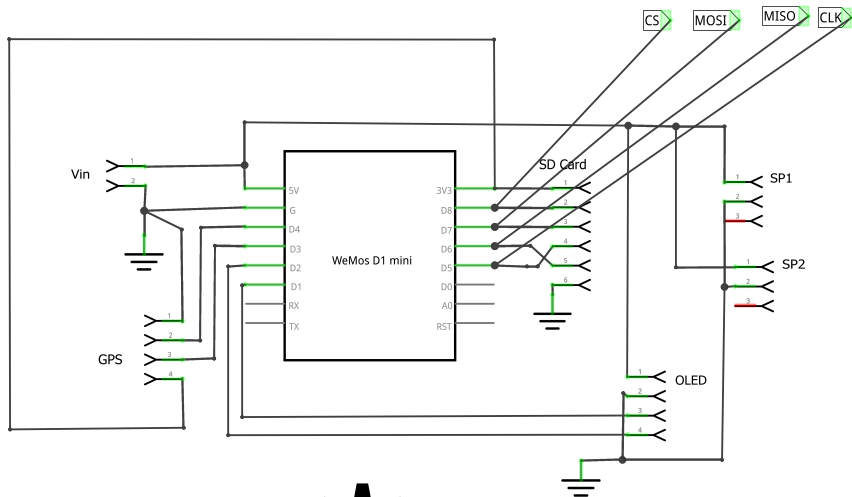 CS
MOSI
MISO
CLK
SD Card
Vin
1
2
5V
G
D4
D3
D2
D1
RX
TX
WeMos D1 mini
3V3
D8
D7
D6
D5
D0
A0
RST
1
2
3
4
5
6
SP1
1
2
3
SP2
1
2
3
GPS
1
2
3
4
OLED
1
2
3
4